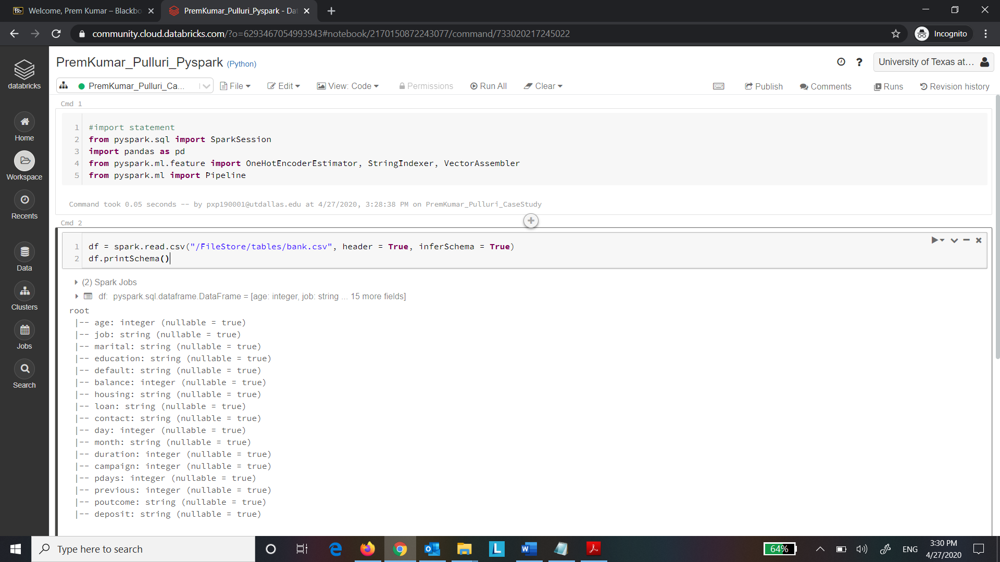 Welcome, Prem Kumar – Blackbo
PremKumar_Pulluri_Pyspark - Dat
community.cloud.databricks.com/?o=6293467054993943#notebook/2170150872243077/command/733020217245022
Incognito
databricks
Home
Workspace
Recents
Data
Clusters
Jobs
Search
PremKumar_Pulluri_Pyspark (Python)
University of Texas at...
PremKumar_Pulluri_Ca... File Edit View: Code Permissions Run All Clear Publish Comments Runs Revision history
Cmd 1
1 #import statement
2 from pyspark.sql import SparkSession
3 import pandas as pd
4 from pyspark.ml.feature import OneHotEncoderEstimator, StringIndexer, VectorAssembler
5 from pyspark.ml import Pipeline
Command took 0.05 seconds -- by pxp190001@utdallas.edu at 4/27/2020, 3:28:38 PM on PremKumar_Pulluri_CaseStudy
Cmd 2
1 df = spark.read.csv("/FileStore/tables/bank.csv", header = True, inferSchema = True)
2 df.printSchema()
(2) Spark Jobs
df: pyspark.sql.dataframe.DataFrame = [age: integer, job: string ... 15 more fields]
root
|-- age: integer (nullable = true)
|-- job: string (nullable = true)
|-- marital: string (nullable = true)
|-- education: string (nullable = true)
|-- default: string (nullable = true)
|-- balance: integer (nullable = true)
|-- housing: string (nullable = true)
|-- loan: string (nullable = true)
|-- contact: string (nullable = true)
|-- day: integer (nullable = true)
|-- month: string (nullable = true)
|-- duration: integer (nullable = true)
|-- campaign: integer (nullable = true)
|-- pdays: integer (nullable = true)
|-- previous: integer (nullable = true)
|-- poutcome: string (nullable = true)
|-- deposit: string (nullable = true)
Type here to search
64%
ENG
3:30 PM
4/27/2020